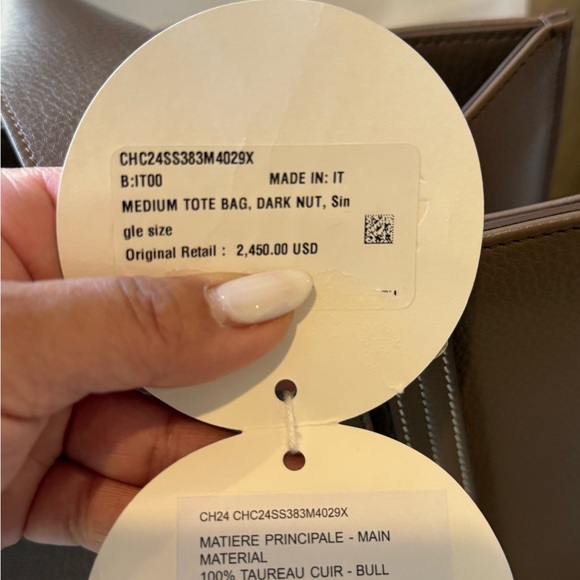 CHC24SS383M4029X
B:IT00 MADE IN: IT
MEDIUM TOTE BAG, DARK NUT, Sin
gle size
Original Retail : 2,450.00 USD
CH24 CHC24SS383M4029X
MATIERE PRINCIPALE - MAIN
MATERIAL
100% TAUREAU CUIR - BULL